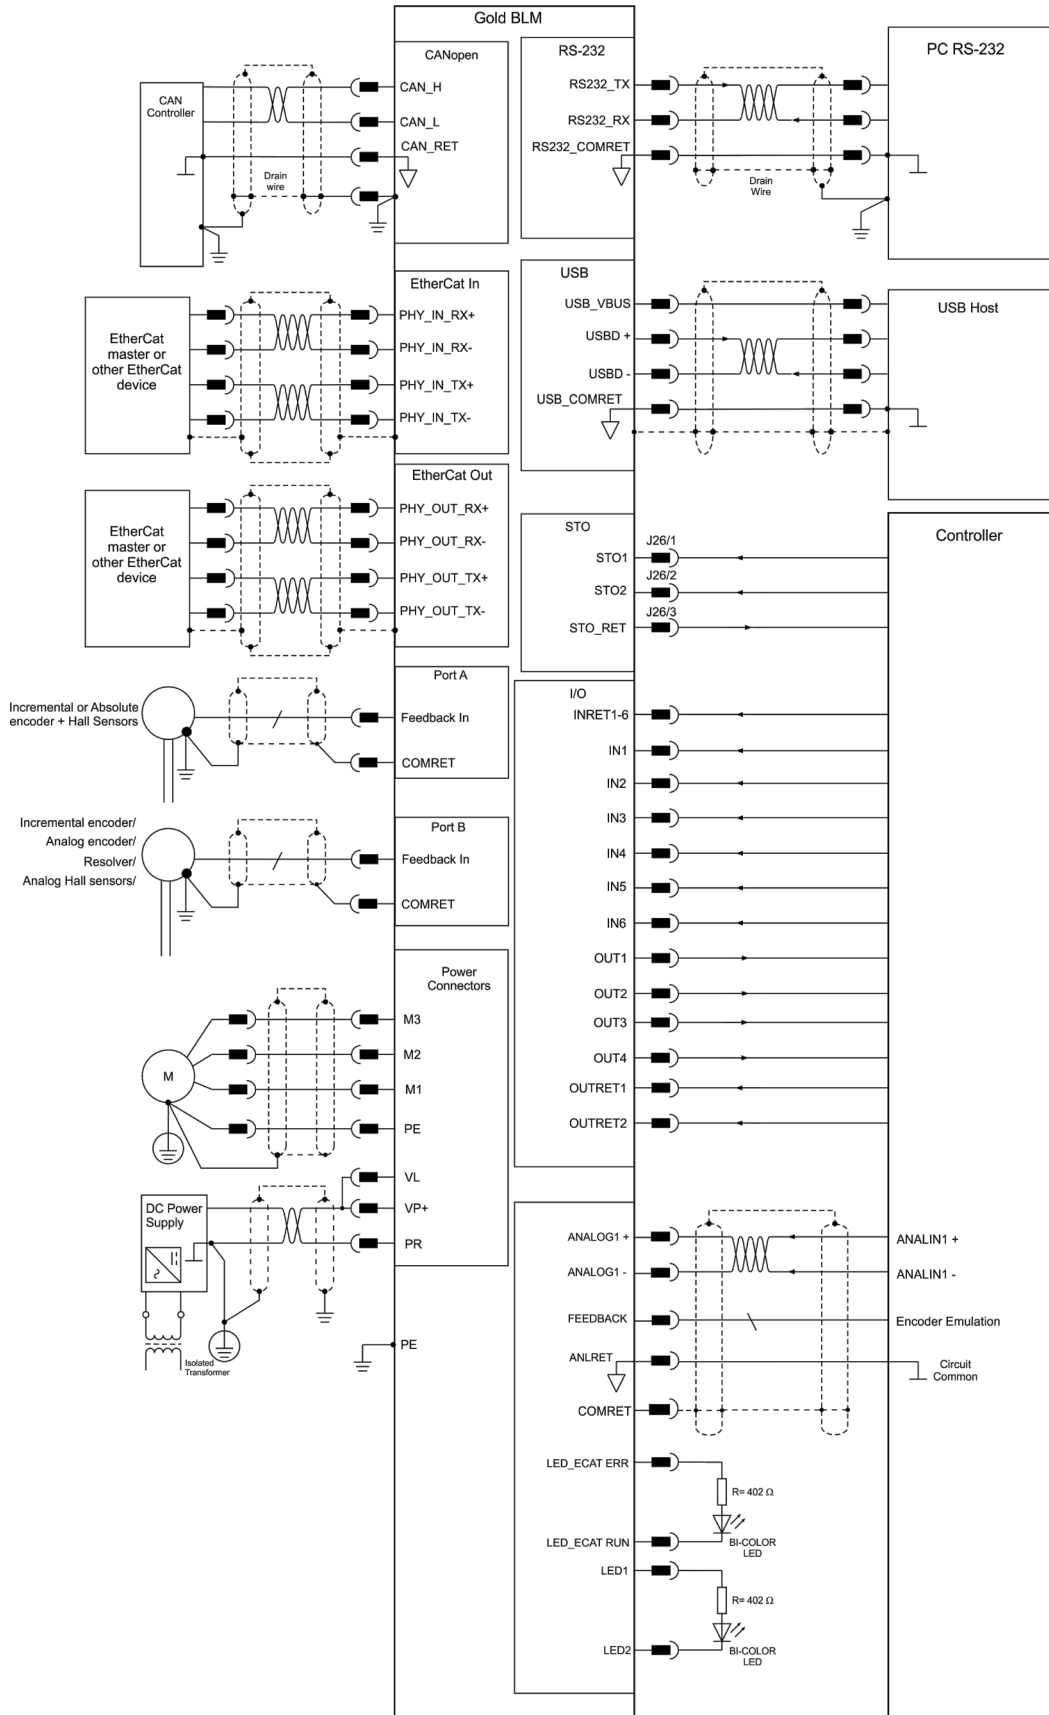 Gold BLM
CANopen
CAN
Controller
CAN_H
CAN_L
CAN_RET
Drain
wire
EtherCat In
EtherCat
master or
other EtherCat
device
PHY_IN_RX+
PHY_IN_RX-
PHY_IN_TX+
PHY_IN_TX-
EtherCat Out
EtherCat
master or
other EtherCat
device
PHY_OUT_RX+
PHY_OUT_RX-
PHY_OUT_TX+
PHY_OUT_TX-
Port A
Incremental or Absolute
encoder + Hall Sensors
Feedback In
COMRET
Port B
Incremental encoder/
Analog encoder/
Resolver/
Analog Hall sensors/
Feedback In
COMRET
Power
Connectors
M
M3
M2
M1
PE
VL
VP+
PR
DC Power
Supply
Isolated
Transformer
PE
RS-232
PC RS-232
RS232_TX
RS232_RX
RS232_COMRET
Drain
Wire
USB
USB Host
USB_VBUS
USBD +
USBD -
USB_COMRET
STO
Controller
STO1
J26/1
STO2
J26/2
STO_RET
J26/3
I/O
INRET1-6
IN1
IN2
IN3
IN4
IN5
IN6
OUT1
OUT2
OUT3
OUT4
OUTRET1
OUTRET2
ANALOG1 +
ANALIN1 +
ANALOG1 -
ANALIN1 -
FEEDBACK
Encoder Emulation
ANLRET
Circuit
Common
COMRET
LED_ECAT ERR
R= 402 Ω
LED_ECAT RUN
BI-COLOR
LED
LED1
R= 402 Ω
LED2
BI-COLOR
LED